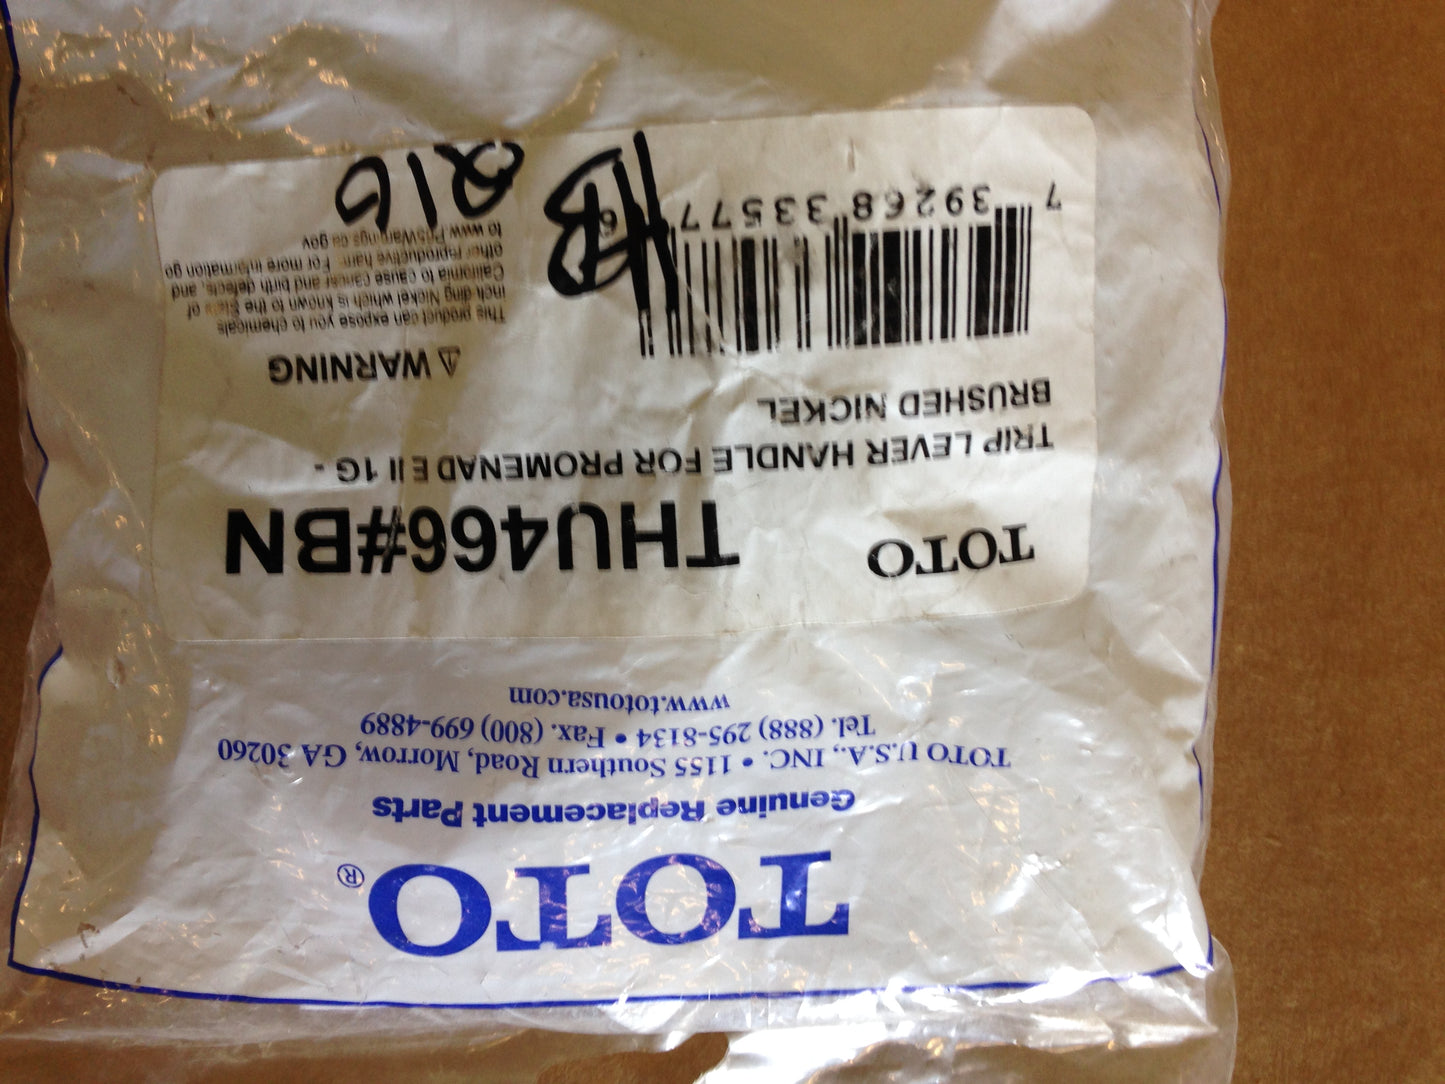 TOTO®
Genuine Replacement Parts
TOTO U.S.A., INC. • 1155 Southern Road, Morrow, GA 30260
Tel. (888) 295-8134 • Fax. (800) 699-4889
www.totousa.com
TOTO THU466#BN
TRIP LEVER HANDLE FOR PROMENAD E II 1G -
BRUSHED NICKEL
7 39268 33577 6
⚠ WARNING
This product can expose you to chemicals
including Nickel which is known to the State of
California to cause cancer and birth defects, and
other reproductive harm. For more information go
to www.P65Warnings.ca.gov